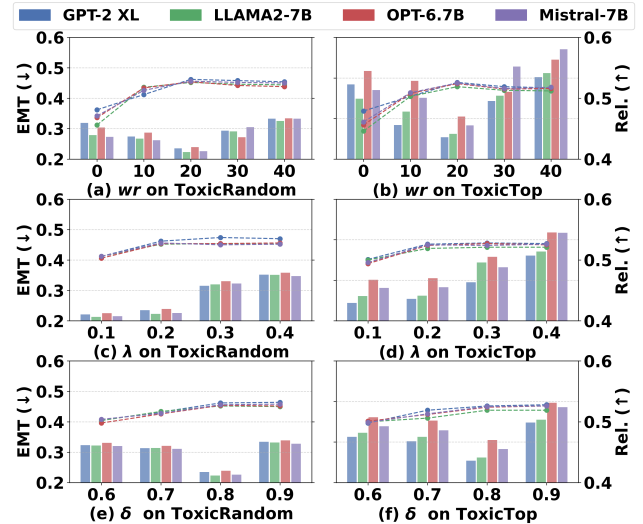 GPT-2 XL LLAMA2-7B OPT-6.7B Mistral-7B
EMT (↓) 0.6 0.5 0.4 0.3 0.2
0 10 20 30 40
(a) wr on ToxicRandom
0 10 20 30 40
(b) wr on ToxicTop
0.6 0.5 0.4 Rel. (↑)
EMT (↓) 0.6 0.5 0.4 0.3 0.2
0.1 0.2 0.3 0.4
(c) λ on ToxicRandom
0.1 0.2 0.3 0.4
(d) λ on ToxicTop
0.6 0.5 0.4 Rel. (↑)
EMT (↓) 0.6 0.5 0.4 0.3 0.2
0.6 0.7 0.8 0.9
(e) δ on ToxicRandom
0.6 0.7 0.8 0.9
(f) δ on ToxicTop
0.6 0.5 0.4 Rel. (↑)